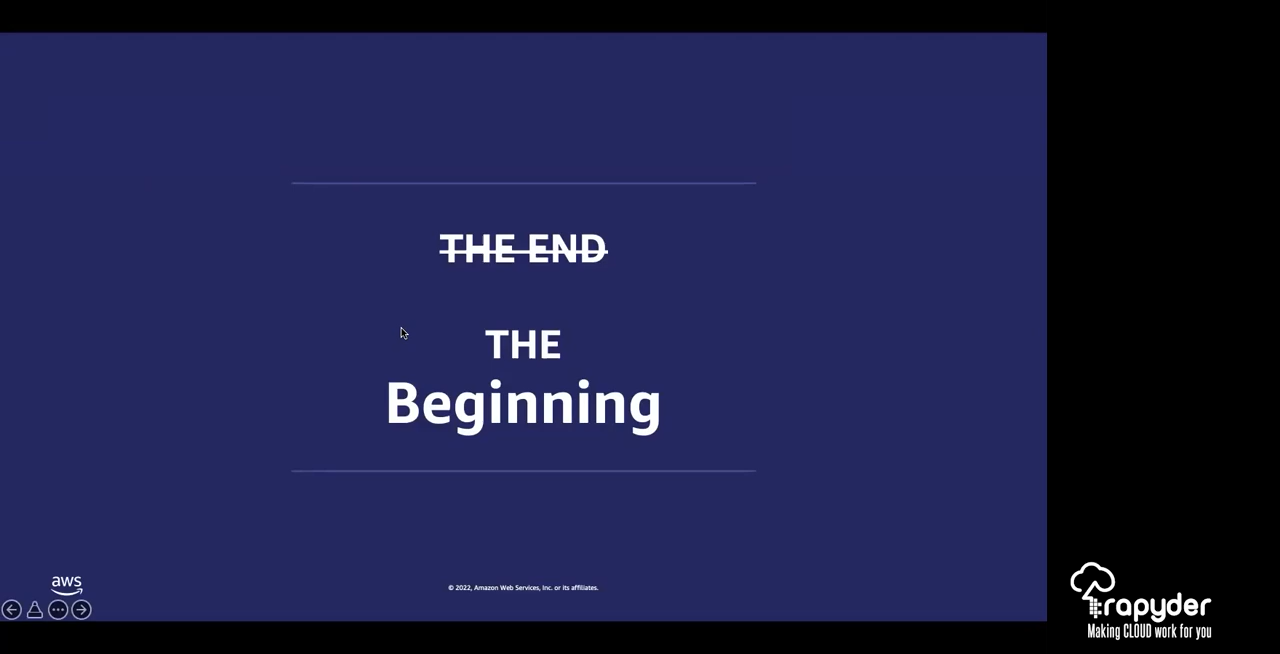 THE END
THE
Beginning
aws
© 2022, Amazon Web Services, Inc. or its affiliates.
rapyder
Making CLOUD work for you